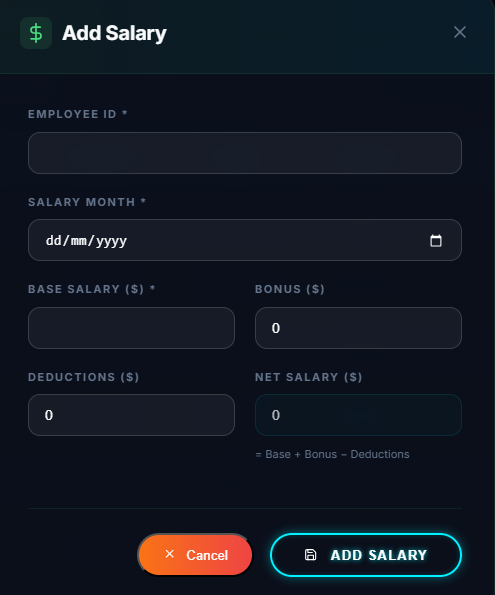 $ Add Salary
EMPLOYEE ID *
SALARY MONTH *
dd/mm/yyyy
BASE SALARY ($) *
BONUS ($)
0
DEDUCTIONS ($)
NET SALARY ($)
0
0
= Base + Bonus − Deductions
Cancel
ADD SALARY